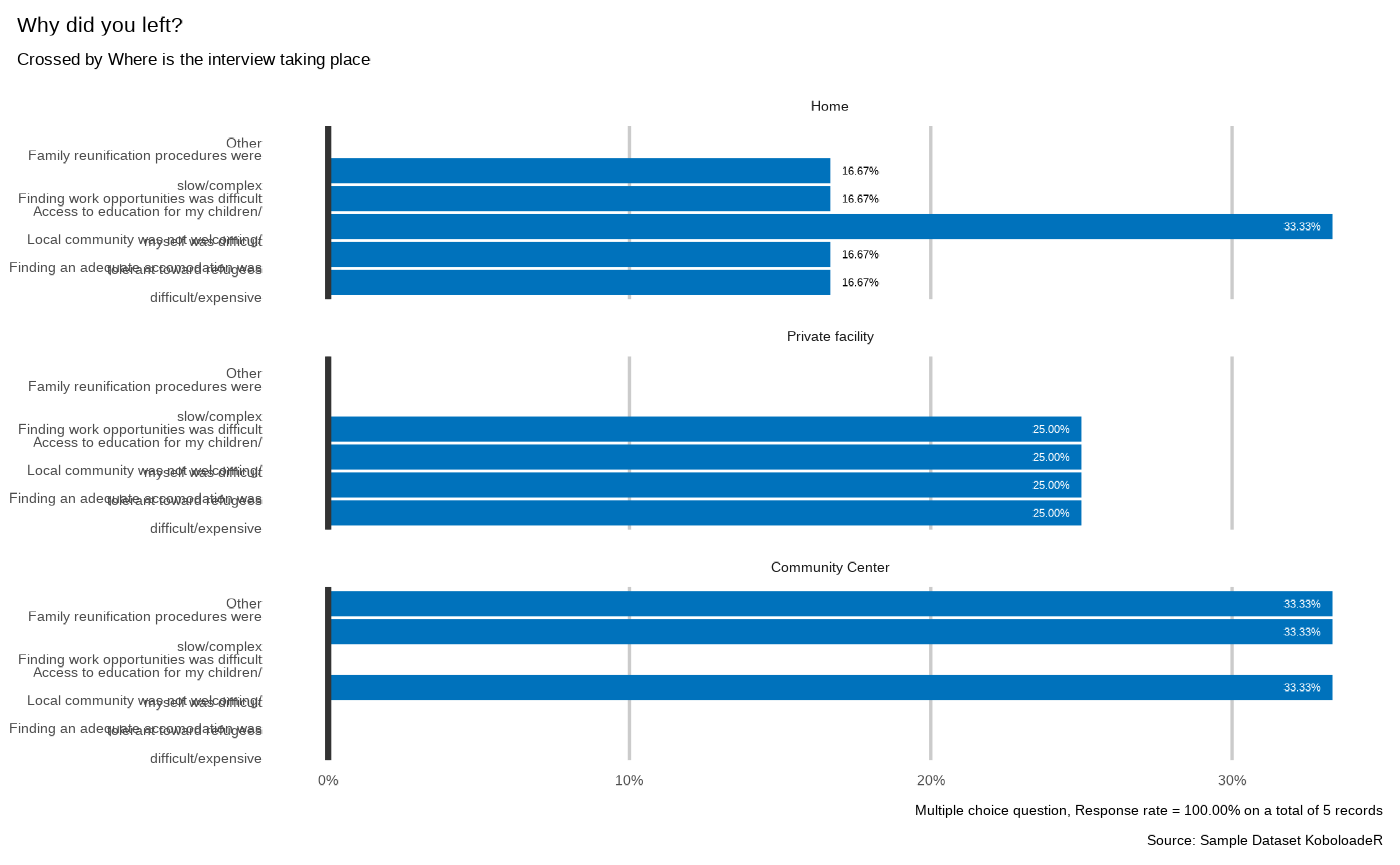 Why did you left?
Crossed by Where is the interview taking place
Home
Other
Family reunification procedures were
slow/complex
Finding work opportunities was difficult
Access to education for my children/
myself was difficult
Local community was not welcoming/
tolerant toward refugees
Finding an adequate accomodation was
difficult/expensive
16.67%
16.67%
33.33%
16.67%
16.67%
Private facility
Other
Family reunification procedures were
slow/complex
Finding work opportunities was difficult
Access to education for my children/
myself was difficult
Local community was not welcoming/
tolerant toward refugees
Finding an adequate accomodation was
difficult/expensive
25.00%
25.00%
25.00%
25.00%
Community Center
Other
Family reunification procedures were
slow/complex
Finding work opportunities was difficult
Access to education for my children/
myself was difficult
Local community was not welcoming/
tolerant toward refugees
Finding an adequate accomodation was
difficult/expensive
33.33%
33.33%
33.33%
0%
10%
20%
30%
Multiple choice question, Response rate = 100.00% on a total of 5 records
Source: Sample Dataset KoboloadeR